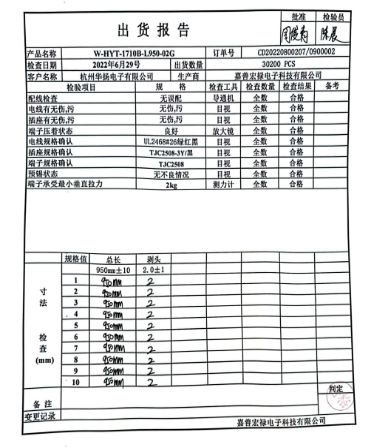 出货报告
批准 检验员
产品名称 W-HYT-1710B-L950-02G 订单号 CD20220800207/0900002
检查日期 2022年6月29号 出货数量 30200 PCS
客户名称 杭州华扬电子有限公司 生产商 嘉善宏禄电子科技有限公司
检验项目 规 格 检查工具 检查数量 检查结果 备考
配线检查 无误配 导通机 全数 合格
电线有无伤,污 无伤,污 目视 全数 合格
插座有无伤,污 无伤,污 目视 全数 合格
端子压着状态 良好 放大镜 全数 合格
电线规格确认 UL2468#26绿红黑 目视 全数 合格
插座规格确认 TJC2508-3Y/黑 目视 全数 合格
端子规格确认 TJC2508 目视 全数 合格
预锡状态 无不良情况 目视 全数 合格
端子承受最小垂直拉力 2kg 测力计 全数 合格
寸法检查(mm)
规格值 总长 剥头
950mm±10 2.0±1
1 950mm 2
2 950mm 2
3 950mm 2
4 950mm 2
5 950mm 2
6 950mm 2
7 950mm 2
8 950mm 2
9 950mm 2
10 950mm 2
判定
备注
变更记录
嘉善宏禄电子科技有限公司